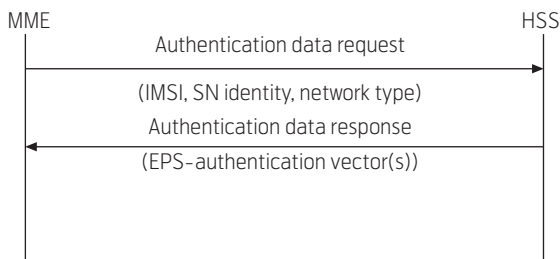 MME
HSS
Authentication data request
(IMSI, SN identity, network type)
Authentication data response
(EPS-authentication vector(s))